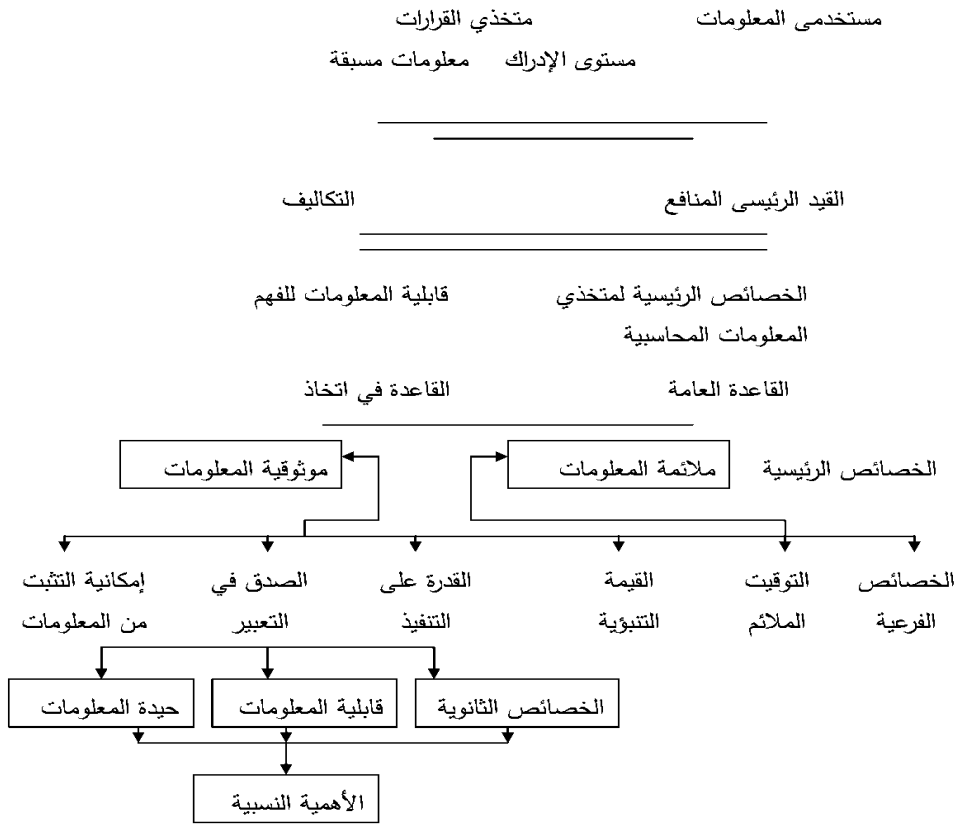 مستخدمى المعلومات متخذي القرارات
مستوى الإدراك معلومات مسبقة
القيد الرئيسى المنافع التكاليف
الخصائص الرئيسية لمتخذي قابلية المعلومات للفهم
المعلومات المحاسبية
القاعدة العامة القاعدة في اتخاذ
الخصائص الرئيسية ملائمة المعلومات موثوقية المعلومات
الخصائص التوقيت القيمة القدرة على الصدق في إمكانية التثبت
الفرعية الملائم التنبؤية التنفيذ التعبير من المعلومات
الخصائص الثانوية قابلية المعلومات حيدة المعلومات
الأهمية النسبية